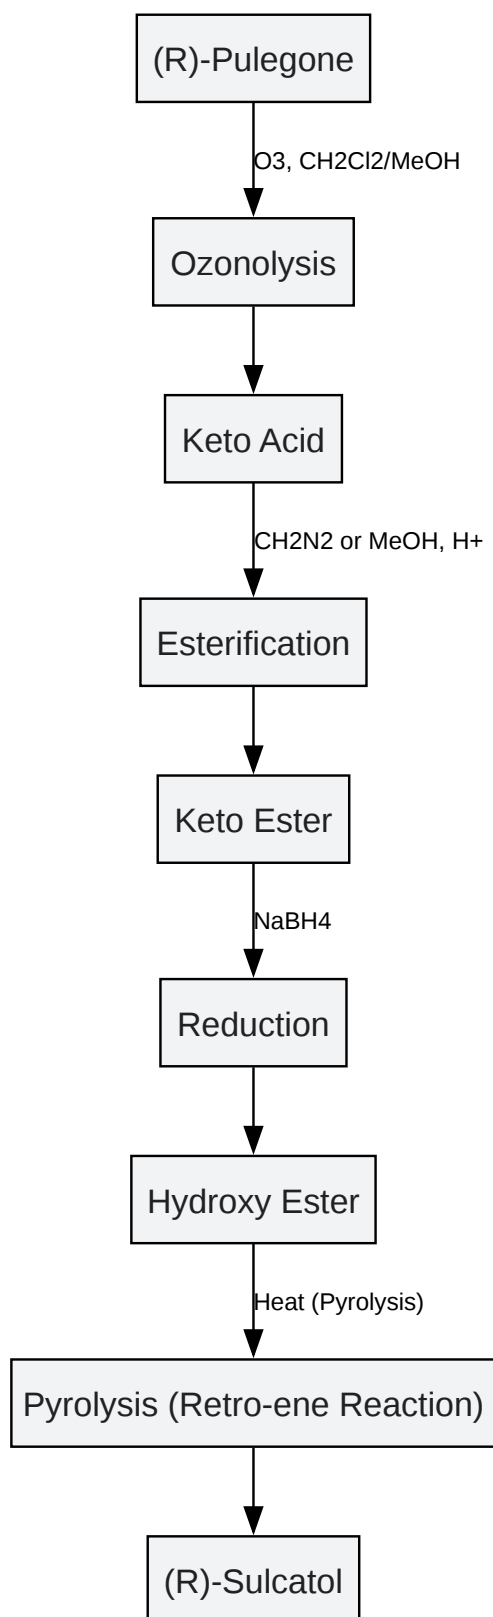 (R)-Pulegone
O3, CH2Cl2/MeOH
Ozonolysis
Keto Acid
CH2N2 or MeOH, H+
Esterification
Keto Ester
NaBH4
Reduction
Hydroxy Ester
Heat (Pyrolysis)
Pyrolysis (Retro-ene Reaction)
(R)-Sulcatol